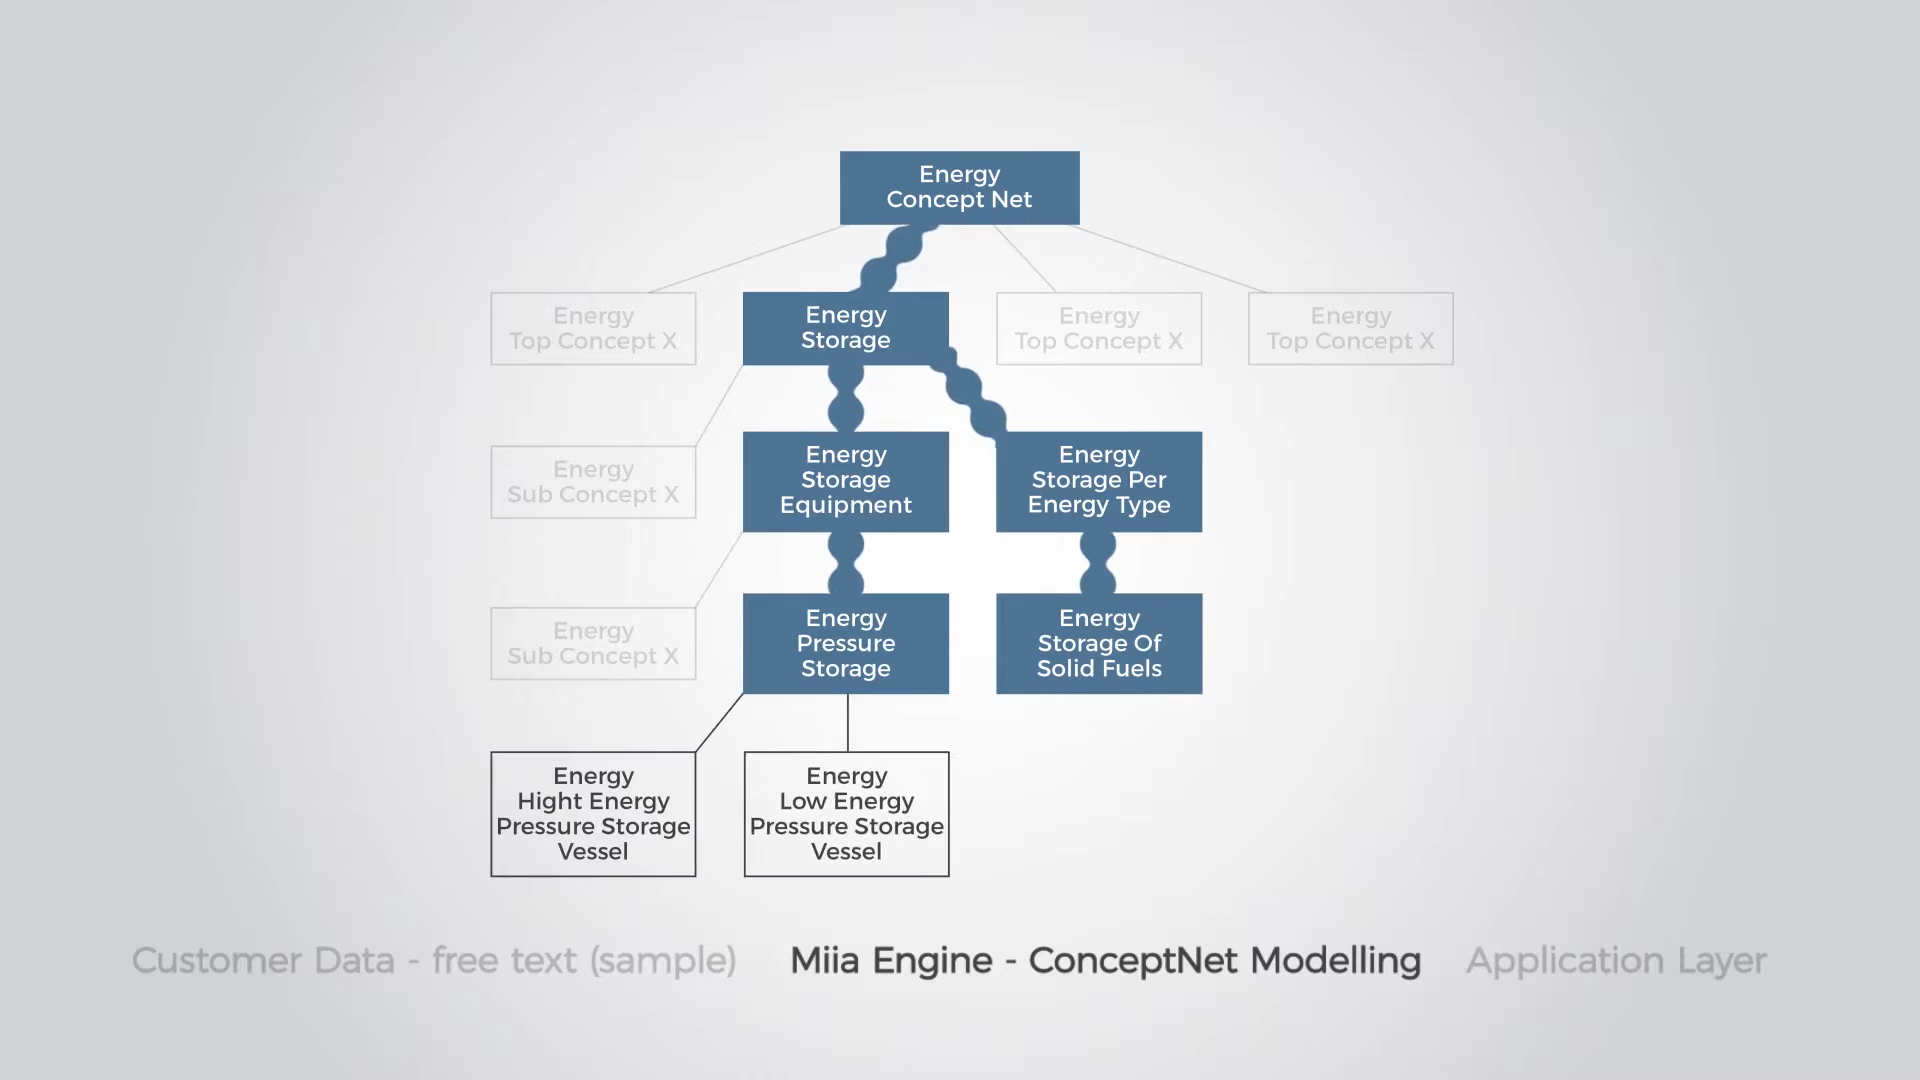 Energy
Concept Net
Energy
Top Concept X
Energy
Storage
Energy
Top Concept X
Energy
Top Concept X
Energy
Sub Concept X
Energy
Storage
Equipment
Energy
Storage Per
Energy Type
Energy
Sub Concept X
Energy
Pressure
Storage
Energy
Storage Of
Solid Fuels
Energy
Hight Energy
Pressure Storage
Vessel
Energy
Low Energy
Pressure Storage
Vessel
Customer Data - free text (sample)
Miia Engine - ConceptNet Modelling
Application Layer